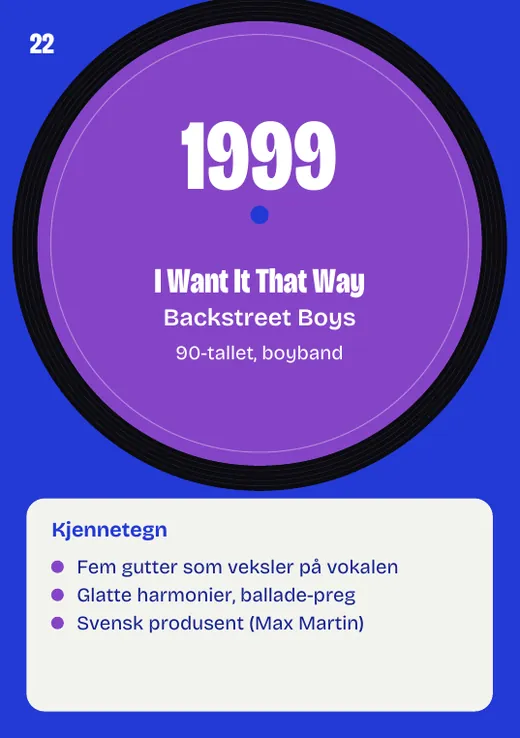 22
1999
I Want It That Way
Backstreet Boys
90-tallet, boyband
Kjennetegn
Fem gutter som veksler på vokalen
Glatte harmonier, ballade-preg
Svensk produsent (Max Martin)